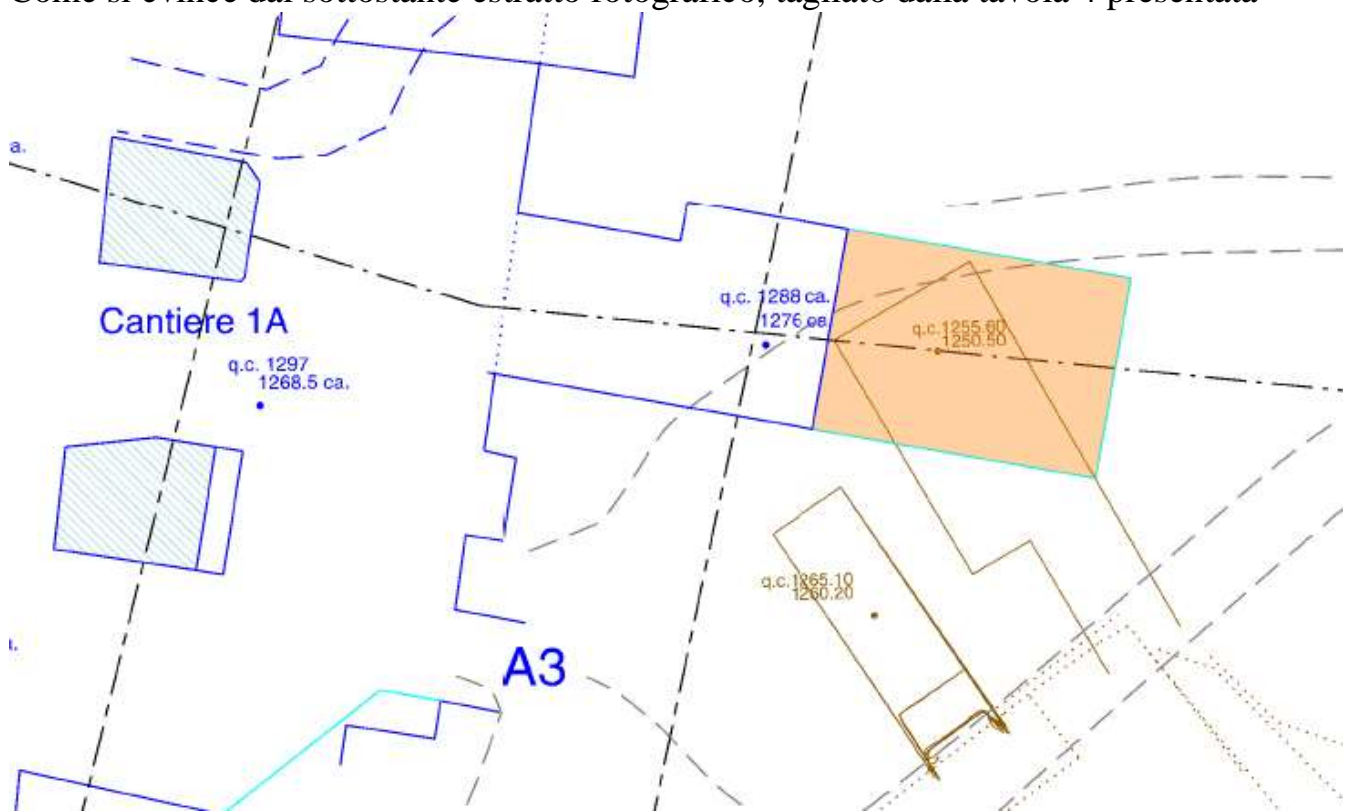 Come si evince dal sottostante estratto fotografico, tagliato dalla tavola 4 presentata
a.
q.c. 1288 ca.
1276 ca.
q.c.1255.60
1250.50
Cantiere 1A
q.c. 1297
1268.5 ca.
q.c.1265.10
1260.20
A3